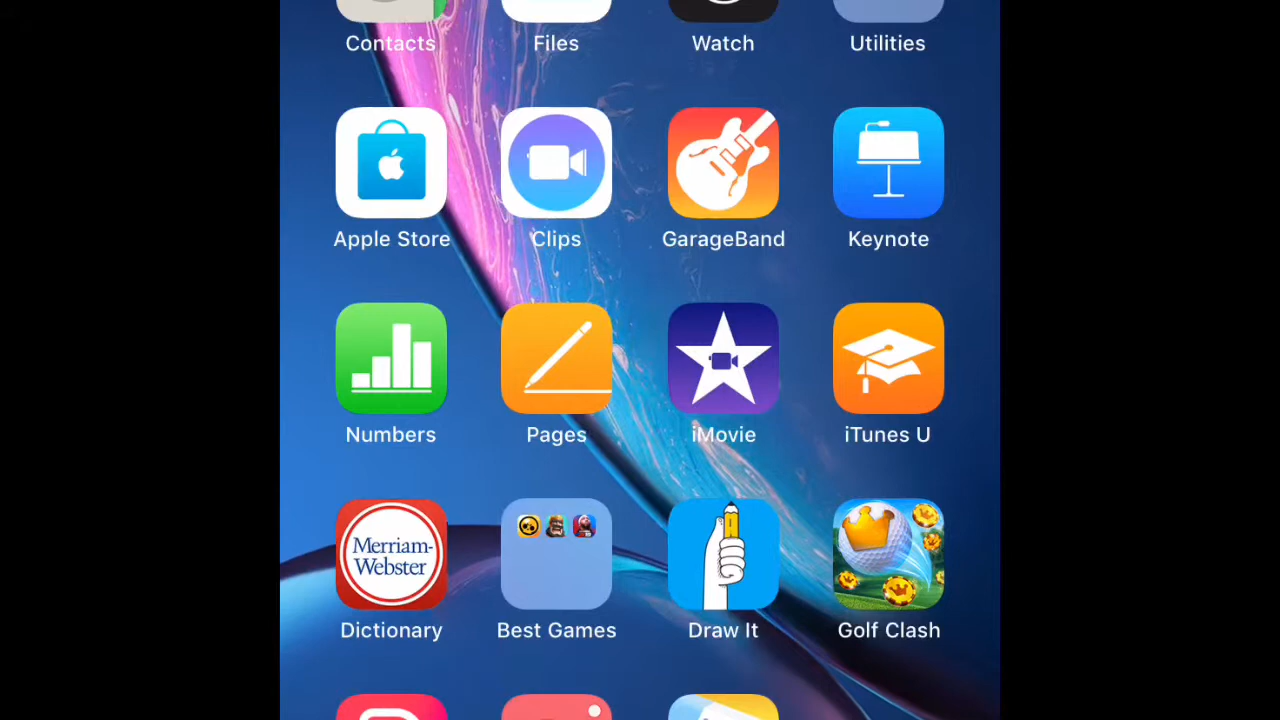 Contacts Files Watch Utilities
Apple Store Clips GarageBand Keynote
Numbers Pages iMovie iTunes U
Merriam-
Webster
Dictionary Best Games Draw It Golf Clash